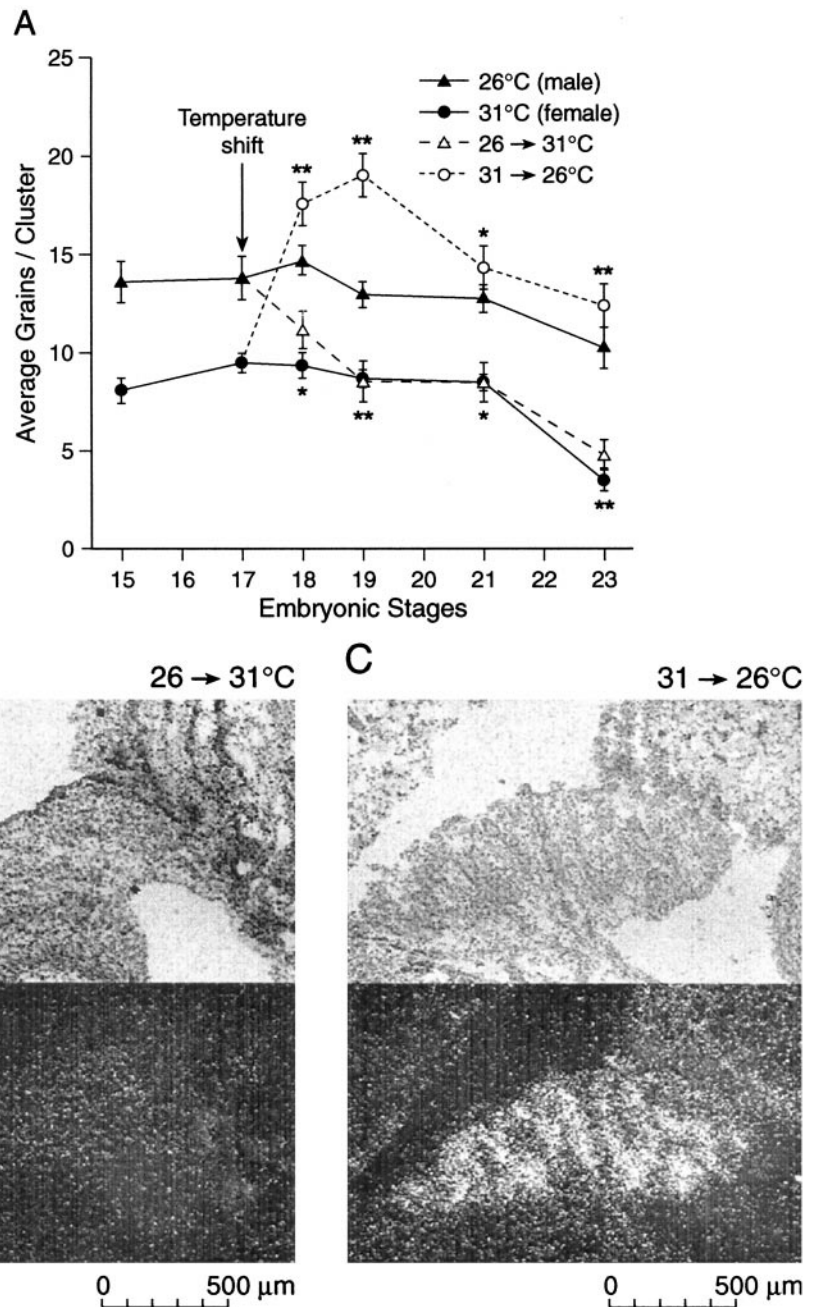 A
25
20
15
10
5
0
Average Grains / Cluster
Temperature
shift
26°C (male)
31°C (female)
26 → 31°C
31 → 26°C
**
**
*
**
*
**
*
**
15 16 17 18 19 20 21 22 23
Embryonic Stages
26 → 31°C
C
31 → 26°C
0 500 µm
0 500 µm